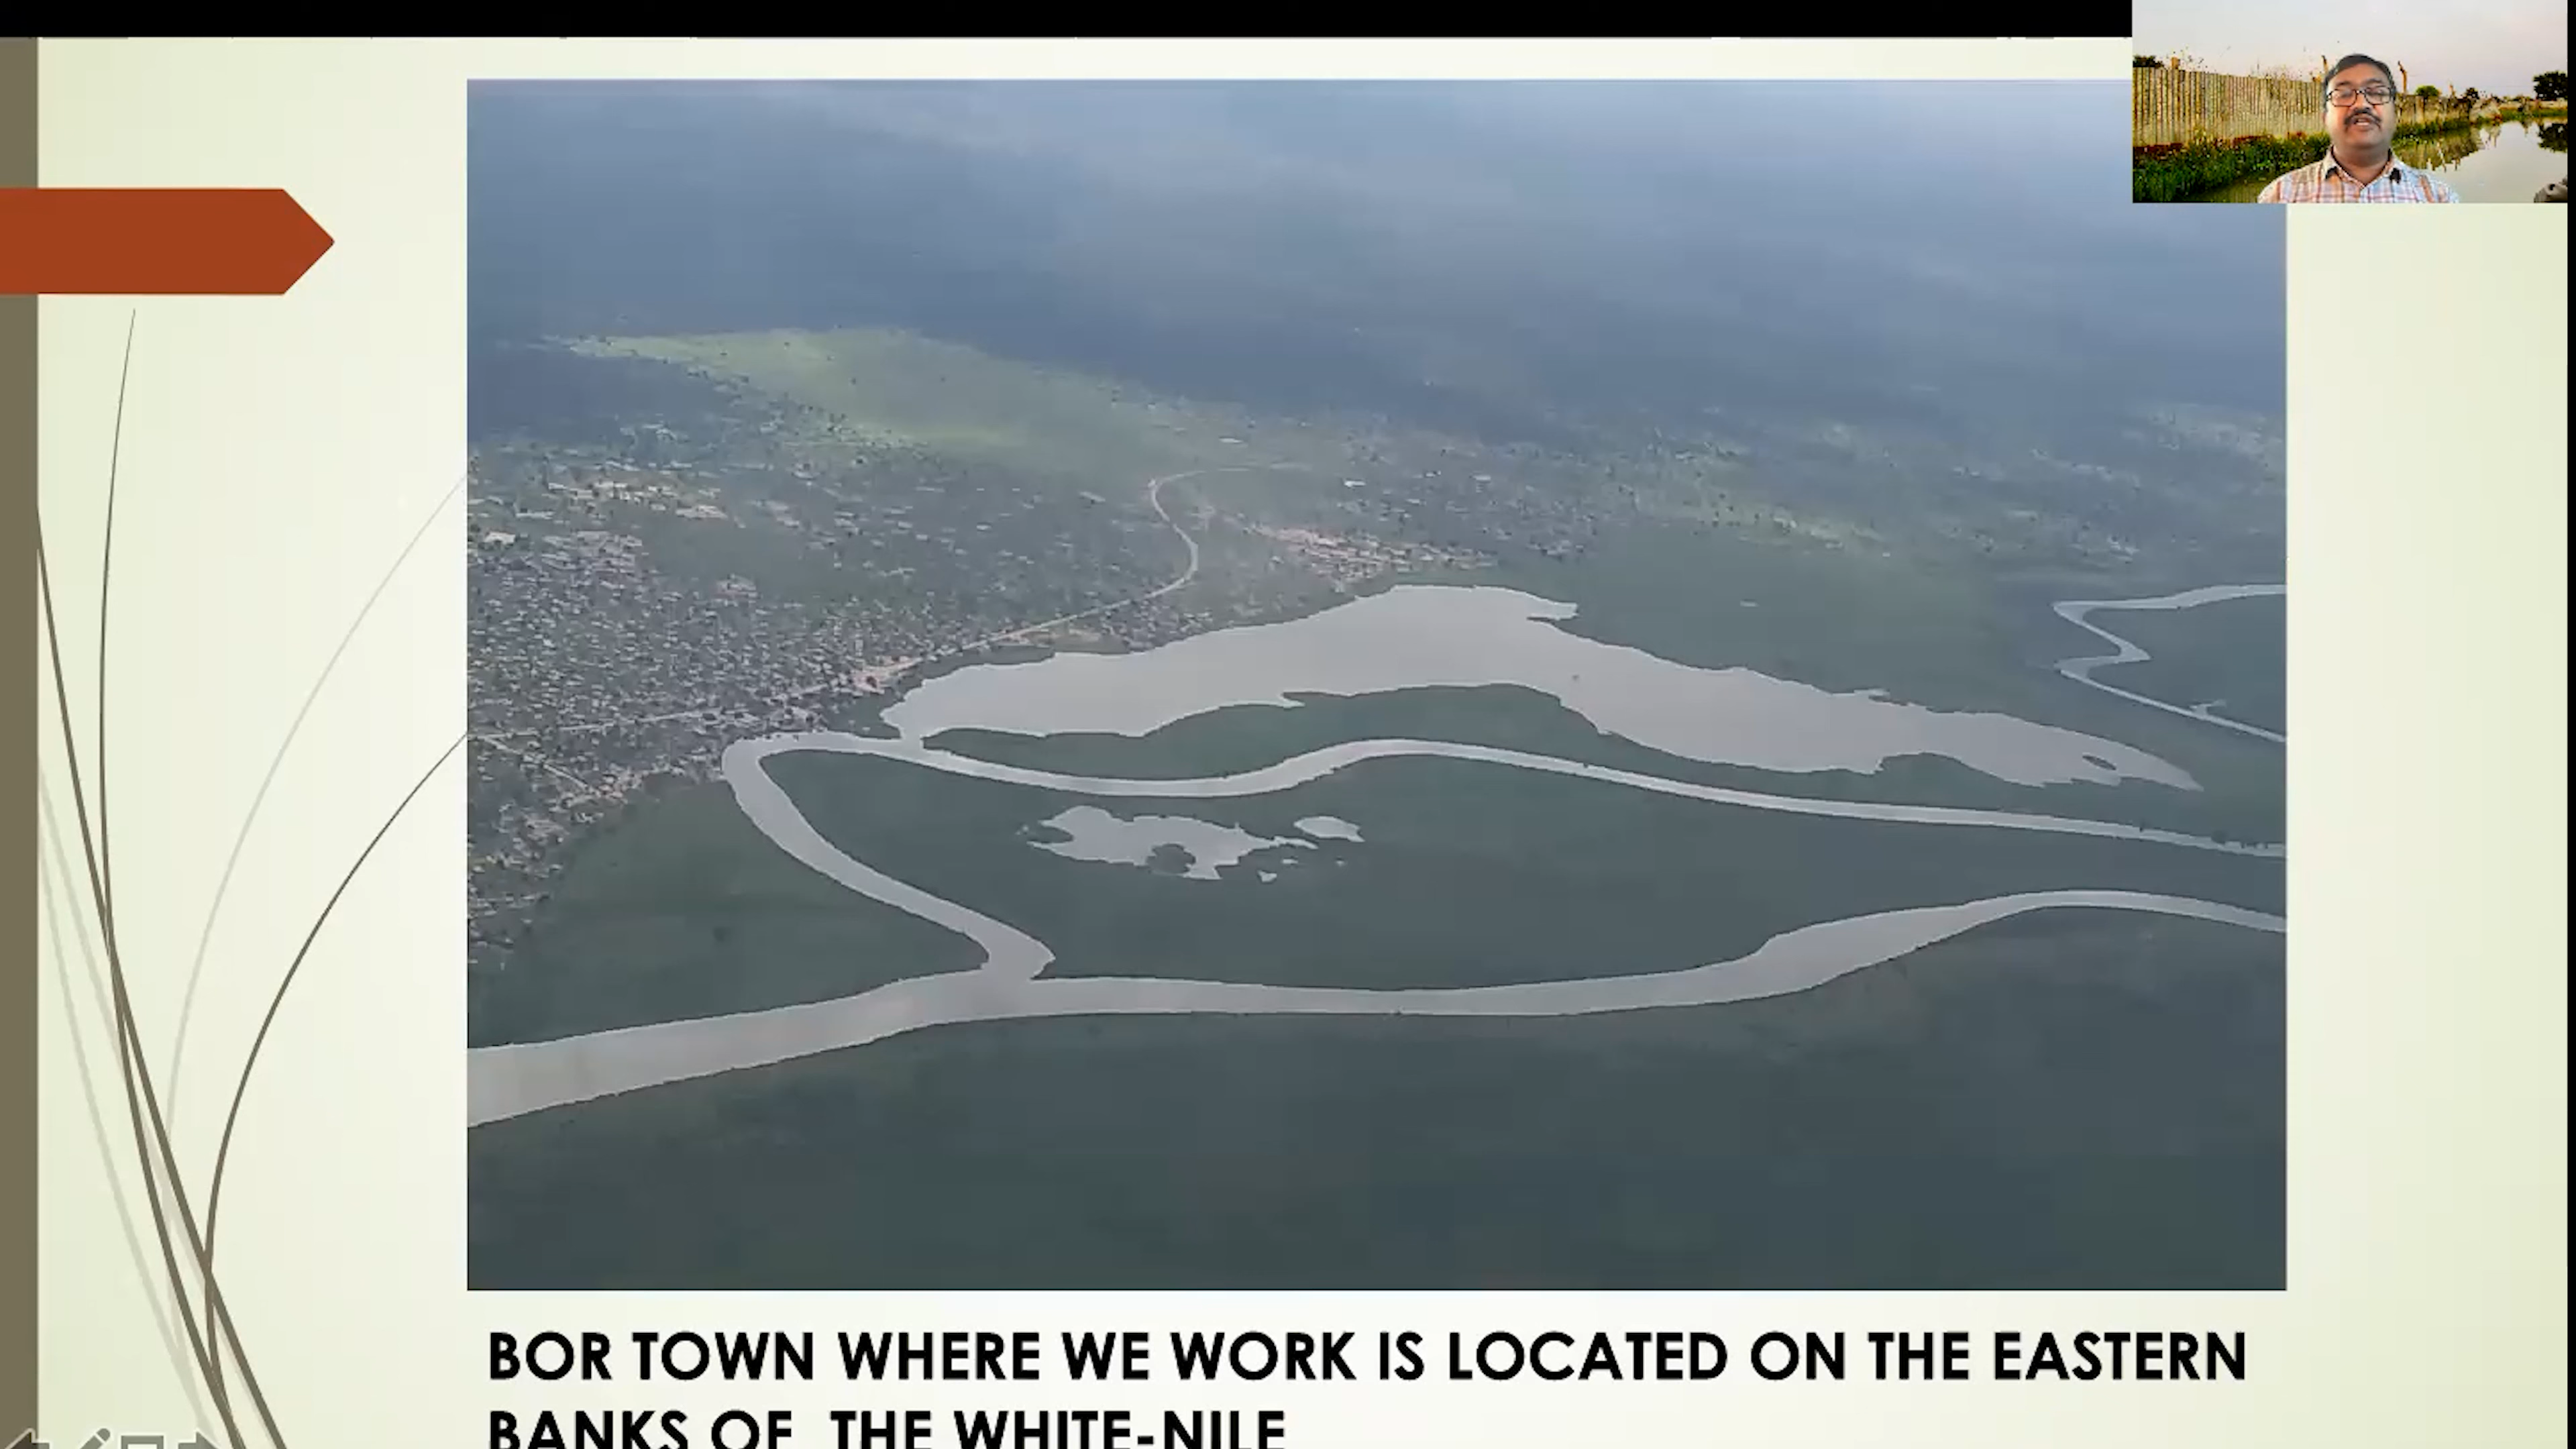 BOR TOWN WHERE WE WORK IS LOCATED ON THE EASTERN
BANKS OF THE WHITE-NILE